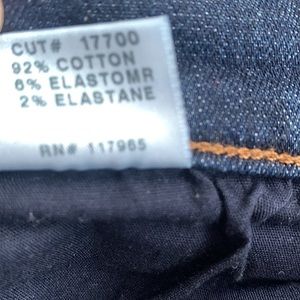 CUT# 17700
92% COTTON
6% ELASTOMR
2% ELASTANE
RN# 117965